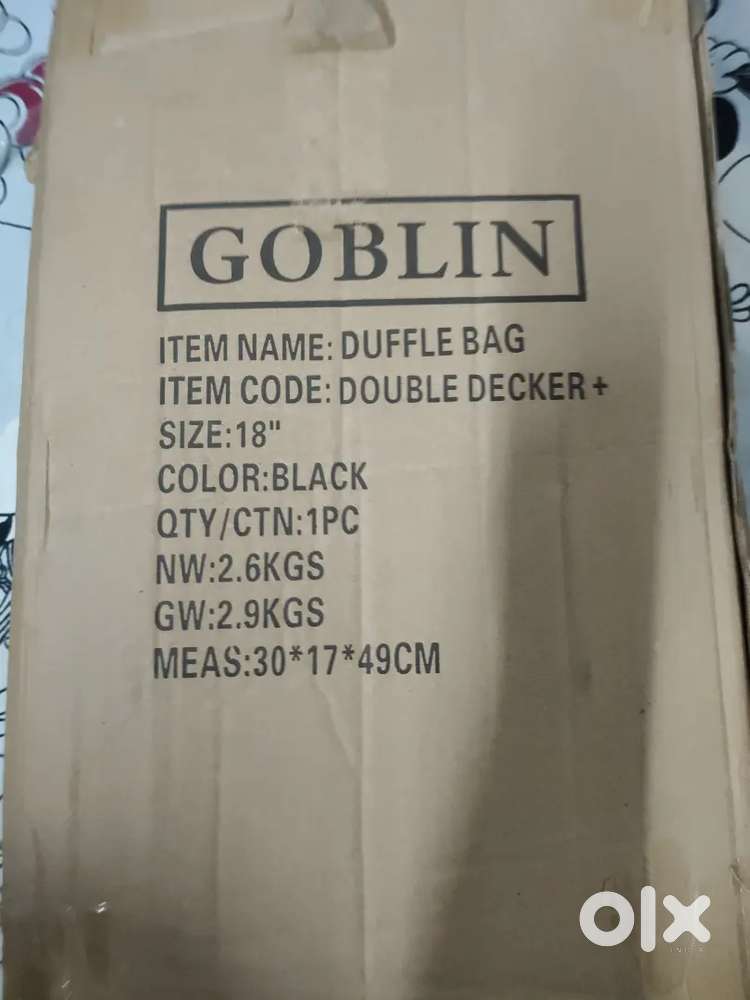 GOBLIN
ITEM NAME: DUFFLE BAG
ITEM CODE: DOUBLE DECKER +
SIZE:18"
COLOR:BLACK
QTY/CTN:1PC
NW:2.6KGS
GW:2.9KGS
MEAS:30*17*49CM
olx
INDIA